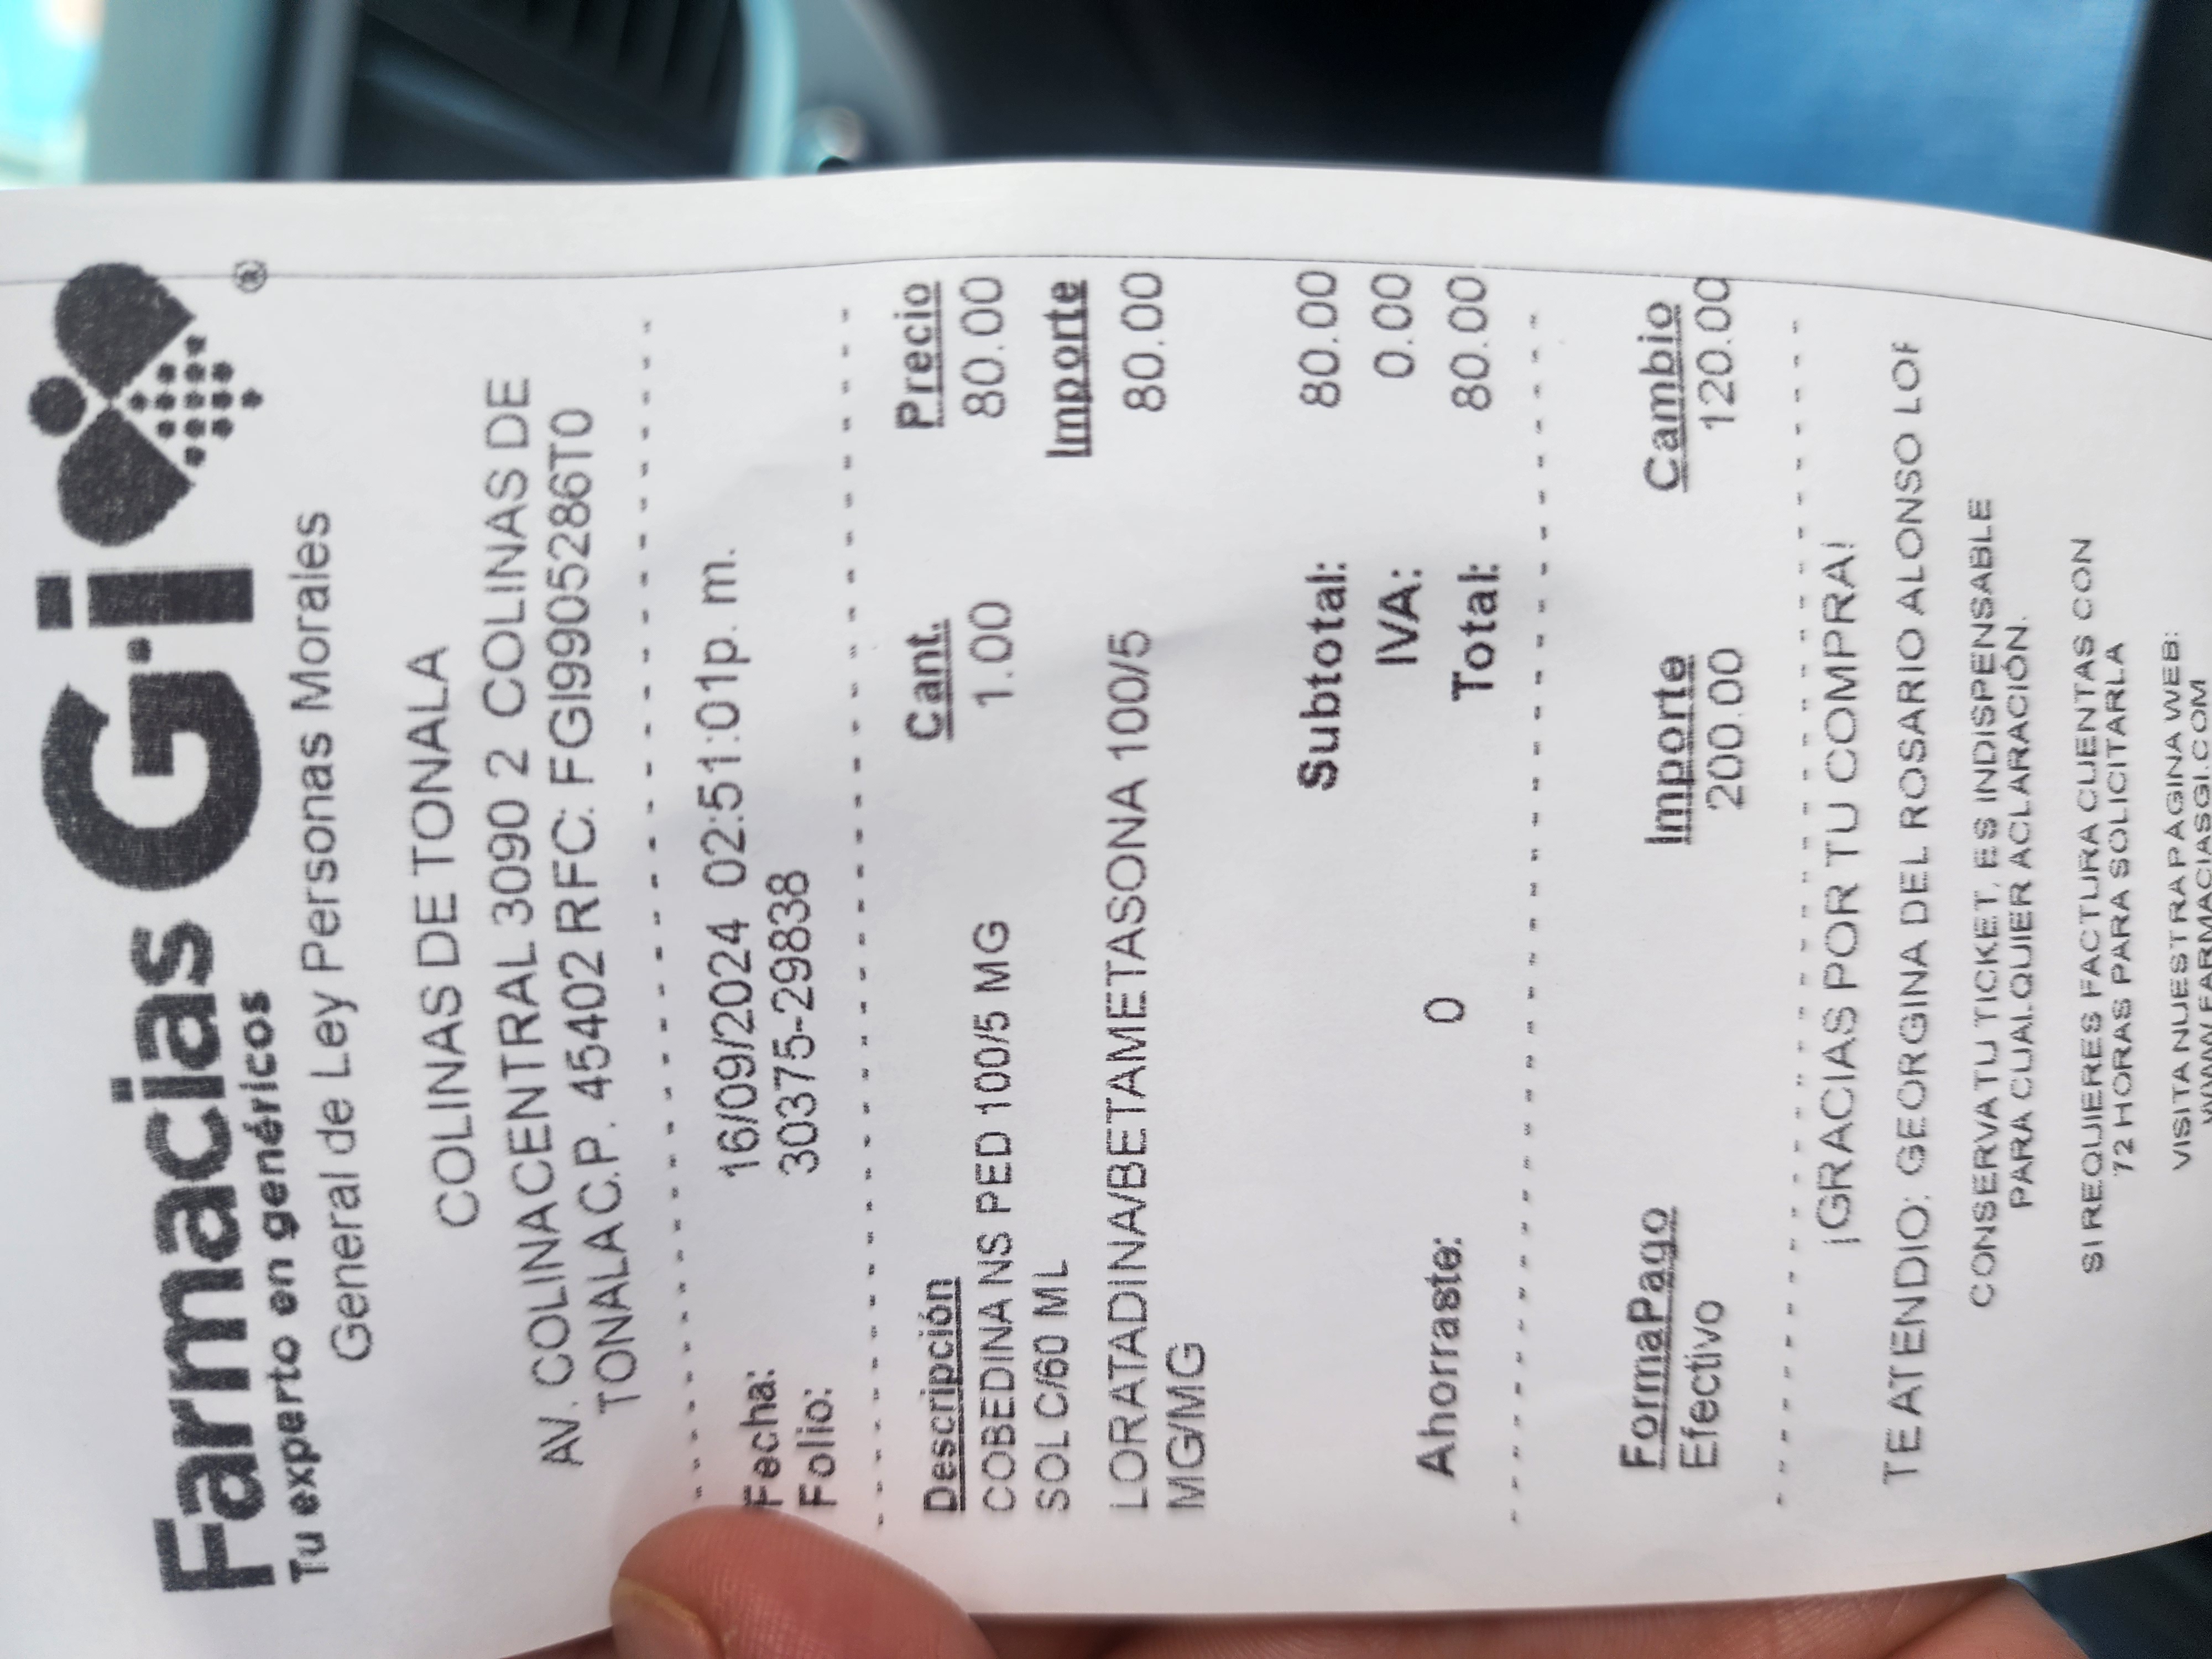 Farmacias G·i ®
Tu experto en genéricos
General de Ley Personas Morales
COLINAS DE TONALA
AV. COLINA CENTRAL 3090 2 COLINAS DE
TONALA C.P. 45402 RFC: FGI9905286T0
Fecha: 16/09/2024 02:51:01p. m.
Folio: 30375-29838
Descripción Cant. Precio
COBEDINA NS PED 100/5 MG 1.00 80.00
SOL C/60 ML Importe
LORATADINA/BETAMETASONA 100/5 80.00
MG/MG
Subtotal: 80.00
IVA: 0.00
Ahorraste: 0 Total: 80.00
FormaPago Importe Cambio
Efectivo 200.00 120.00
¡GRACIAS POR TU COMPRA!
TE ATENDIO: GEORGINA DEL ROSARIO ALONSO
CONSERVA TU TICKET, ES INDISPENSABLE
PARA CUALQUIER ACLARACIÓN.
SI REQUIERES FACTURA CUENTAS CON
72 HORAS PARA SOLICITARLA
VISITA NUESTRA PAGINA WEB:
WWW.FARMACIASGI.COM